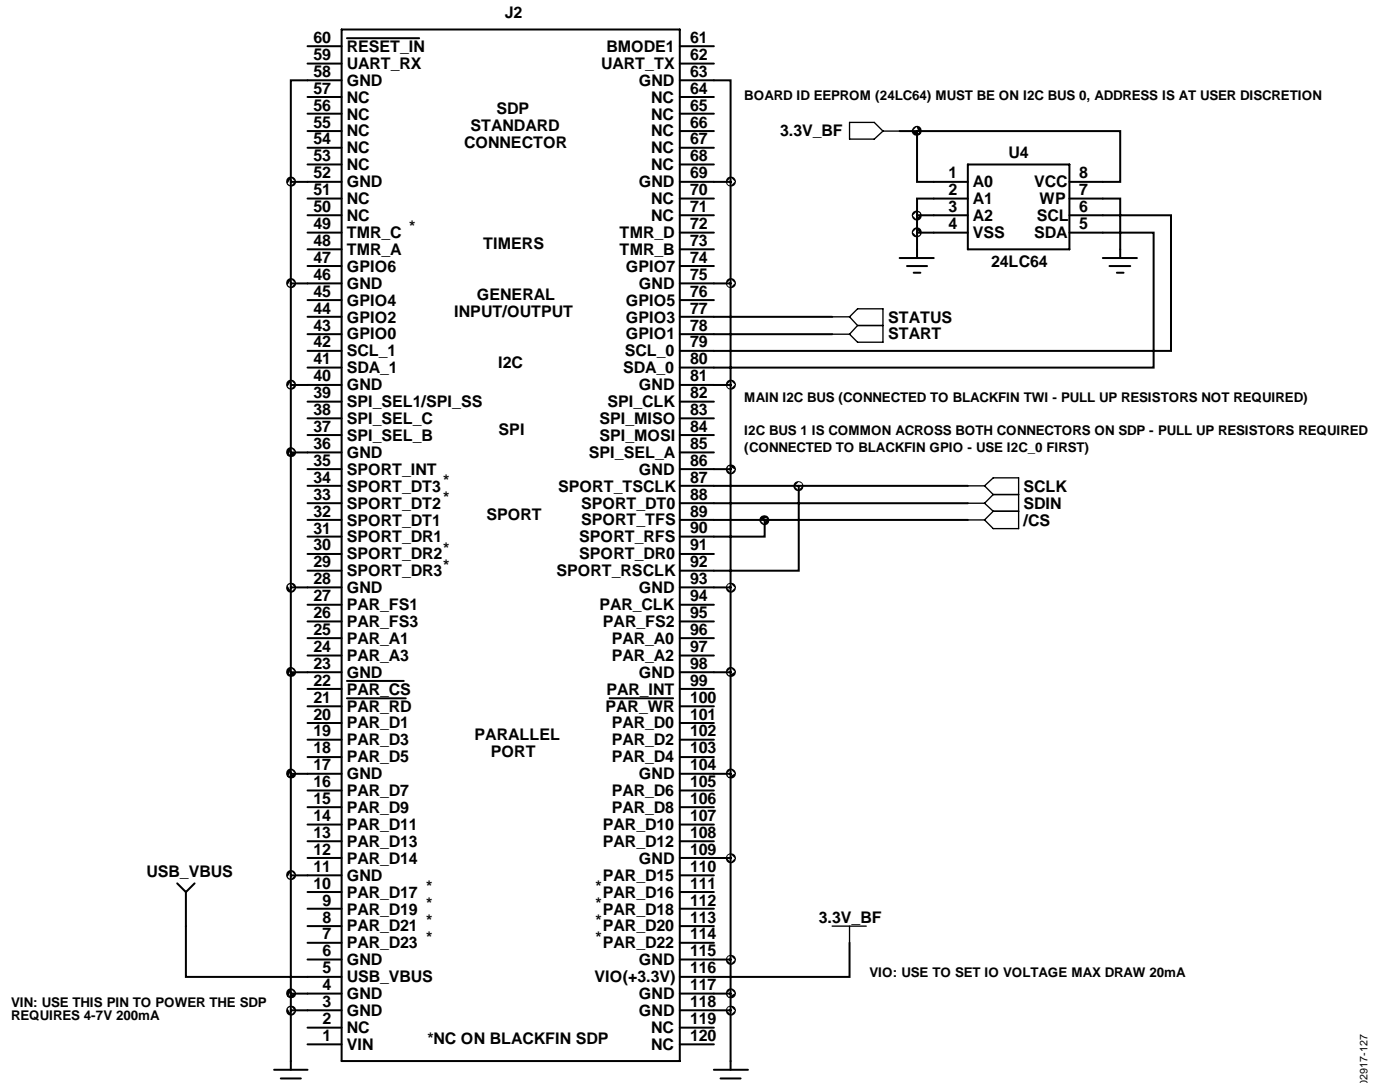 J2
60 RESET_IN BMODE1 61
59 UART_RX UART_TX 62
58 GND GND 63
57 NC NC 64
56 NC NC 65
55 NC NC 66
54 NC NC 67
53 NC NC 68
52 GND GND 69
51 NC NC 70
50 NC NC 71
49 TMR_C * TMR_D 72
48 TMR_A TMR_B 73
47 GPIO6 GPIO7 74
46 GND GND 75
45 GPIO4 GPIO5 76
44 GPIO2 GPIO3 77
43 GPIO0 GPIO1 78
42 SCL_1 SCL_0 79
41 SDA_1 SDA_0 80
40 GND GND 81
39 SPI_SEL1/SPI_SS SPI_CLK 82
38 SPI_SEL_C SPI_MISO 83
37 SPI_SEL_B SPI_MOSI 84
36 GND SPI_SEL_A 85
35 SPORT_INT GND 86
34 SPORT_DT3* SPORT_TSCLK 87
33 SPORT_DT2* SPORT_DT0 88
32 SPORT_DT1 SPORT_TFS 89
31 SPORT_DR1 SPORT_RFS 90
30 SPORT_DR2* SPORT_DR0 91
29 SPORT_DR3* SPORT_RSCLK 92
28 GND GND 93
27 PAR_FS1 PAR_CLK 94
26 PAR_FS3 PAR_FS2 95
25 PAR_A1 PAR_A0 96
24 PAR_A3 PAR_A2 97
23 GND GND 98
22 PAR_CS PAR_INT 99
21 PAR_RD PAR_WR 100
20 PAR_D1 PAR_D0 101
19 PAR_D3 PAR_D2 102
18 PAR_D5 PAR_D4 103
17 GND GND 104
16 PAR_D7 PAR_D6 105
15 PAR_D9 PAR_D8 106
14 PAR_D11 PAR_D10 107
13 PAR_D13 PAR_D12 108
12 PAR_D14 GND 109
11 GND PAR_D15 110
10 PAR_D17 * *PAR_D16 111
9 PAR_D19 * *PAR_D18 112
8 PAR_D21 * *PAR_D20 113
7 PAR_D23 * *PAR_D22 114
6 GND GND 115
5 USB_VBUS VIO(+3.3V) 116
4 GND GND 117
3 GND GND 118
2 NC NC 119
1 VIN NC 120
SDP
STANDARD
CONNECTOR
TIMERS
GENERAL
INPUT/OUTPUT
I2C
SPI
SPORT
PARALLEL
PORT
*NC ON BLACKFIN SDP
USB_VBUS
VIN: USE THIS PIN TO POWER THE SDP
REQUIRES 4-7V 200mA
BOARD ID EEPROM (24LC64) MUST BE ON I2C BUS 0, ADDRESS IS AT USER DISCRETION
3.3V_BF
U4
1 A0 VCC 8
2 A1 WP 7
3 A2 SCL 6
4 VSS SDA 5
24LC64
STATUS
START
MAIN I2C BUS (CONNECTED TO BLACKFIN TWI - PULL UP RESISTORS NOT REQUIRED)
I2C BUS 1 IS COMMON ACROSS BOTH CONNECTORS ON SDP - PULL UP RESISTORS REQUIRED
(CONNECTED TO BLACKFIN GPIO - USE I2C_0 FIRST)
SCLK
SDIN
/CS
3.3V_BF
VIO: USE TO SET IO VOLTAGE MAX DRAW 20mA
02917-127